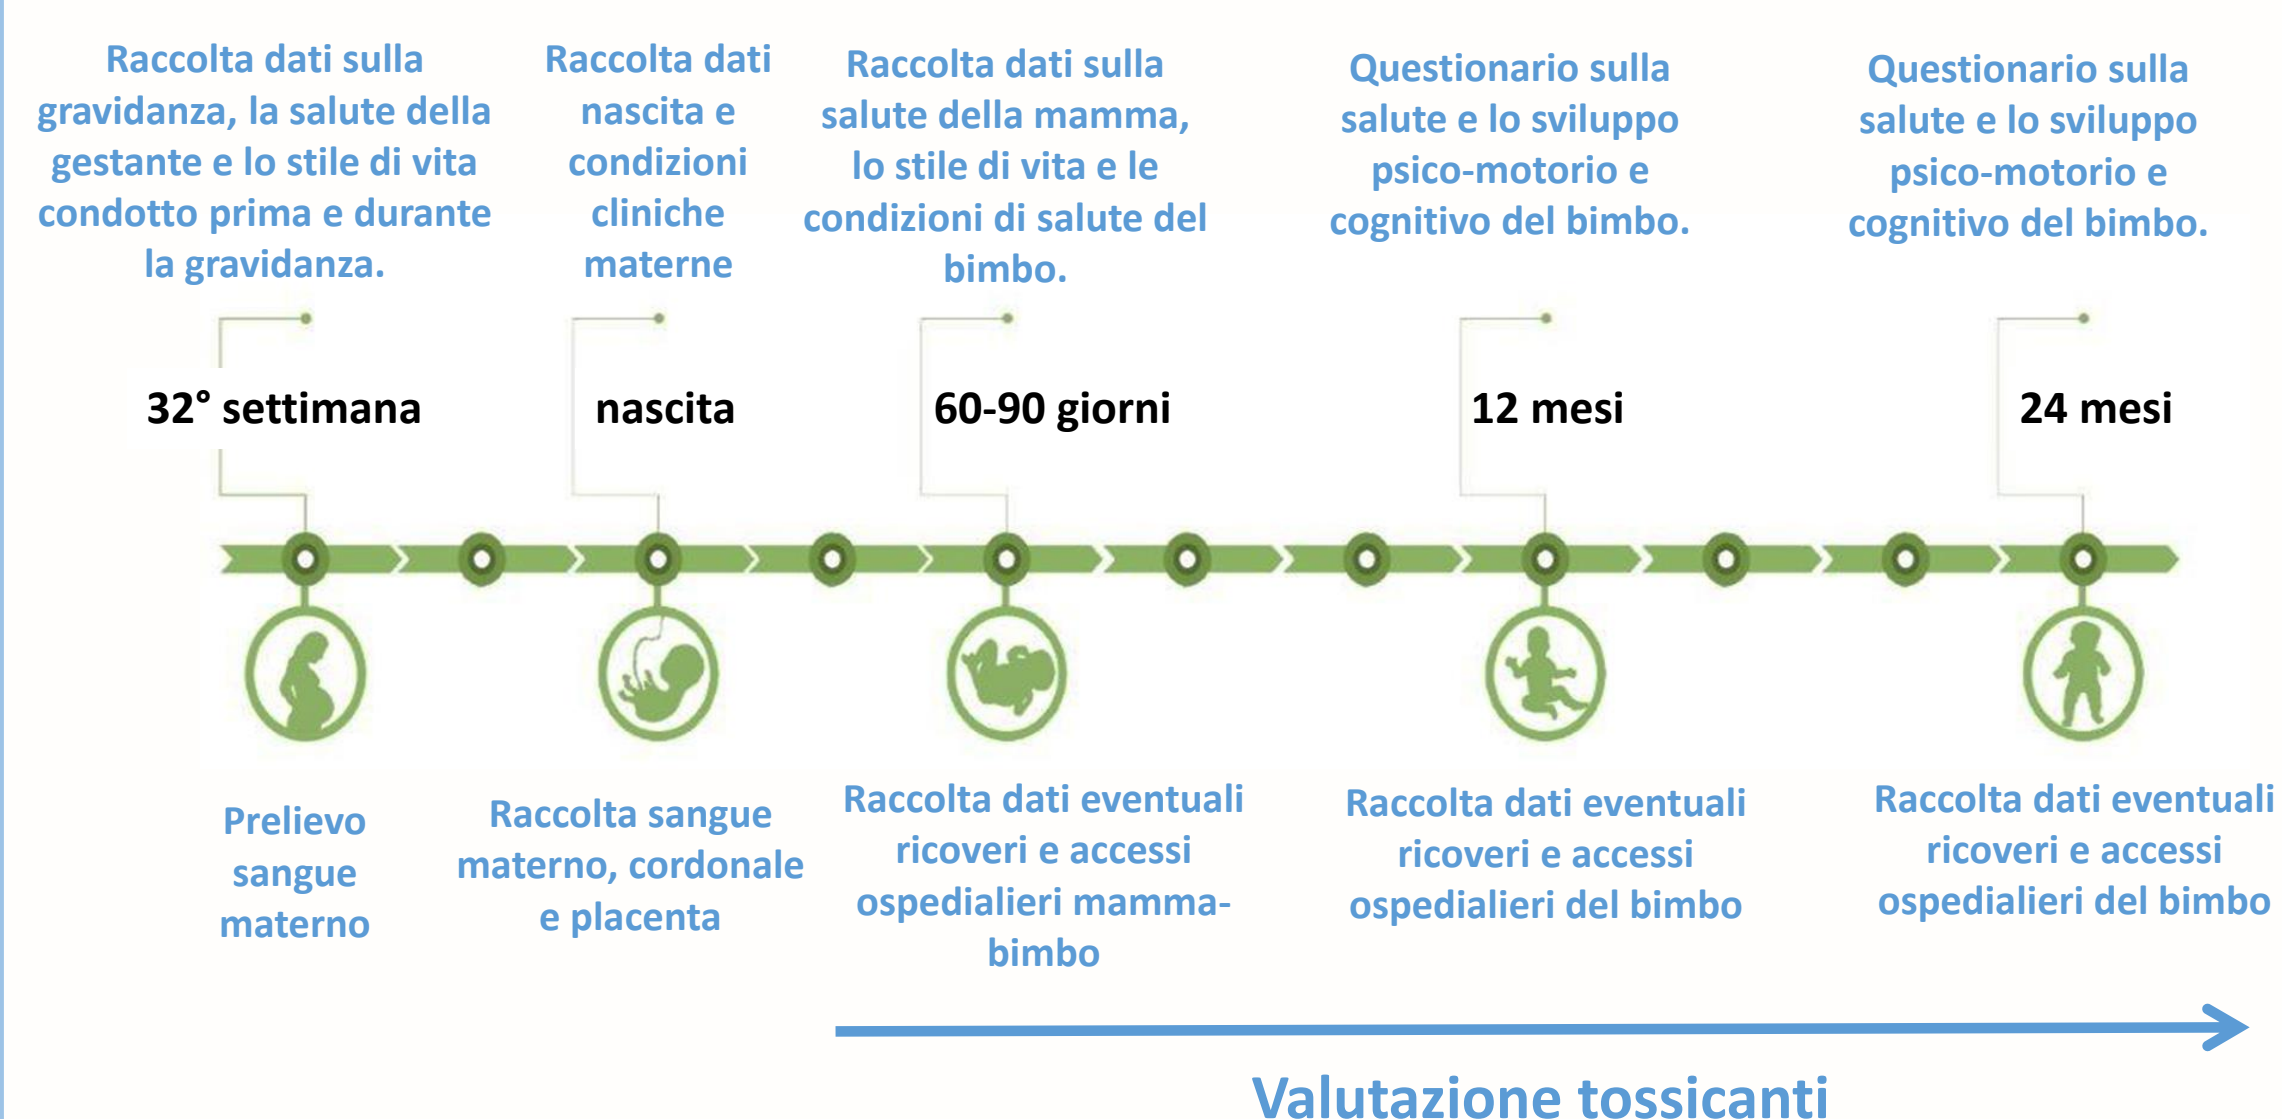 Raccolta dati sulla
gravidanza, la salute della
gestante e lo stile di vita
condotto prima e durante
la gravidanza.
Raccolta dati
nascita e
condizioni
cliniche
materne
Raccolta dati sulla
salute della mamma,
lo stile di vita e le
condizioni di salute del
bimbo.
Questionario sulla
salute e lo sviluppo
psico-motorio e
cognitivo del bimbo.
Questionario sulla
salute e lo sviluppo
psico-motorio e
cognitivo del bimbo.
32° settimana
nascita
60-90 giorni
12 mesi
24 mesi
Prelievo
sangue
materno
Raccolta sangue
materno, cordonale
e placenta
Raccolta dati eventuali
ricoveri e accessi
ospedialieri mamma-
bimbo
Raccolta dati eventuali
ricoveri e accessi
ospedialieri del bimbo
Raccolta dati eventuali
ricoveri e accessi
ospedialieri del bimbo
Valutazione tossicanti